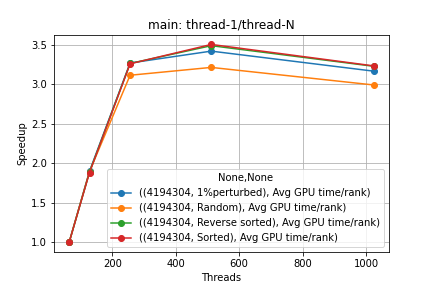 main: thread-1/thread-N
Speedup
3.5
3.0
2.5
2.0
1.5
1.0
None,None
((4194304, 1%perturbed), Avg GPU time/rank)
((4194304, Random), Avg GPU time/rank)
((4194304, Reverse sorted), Avg GPU time/rank)
((4194304, Sorted), Avg GPU time/rank)
200 400 600 800 1000
Threads